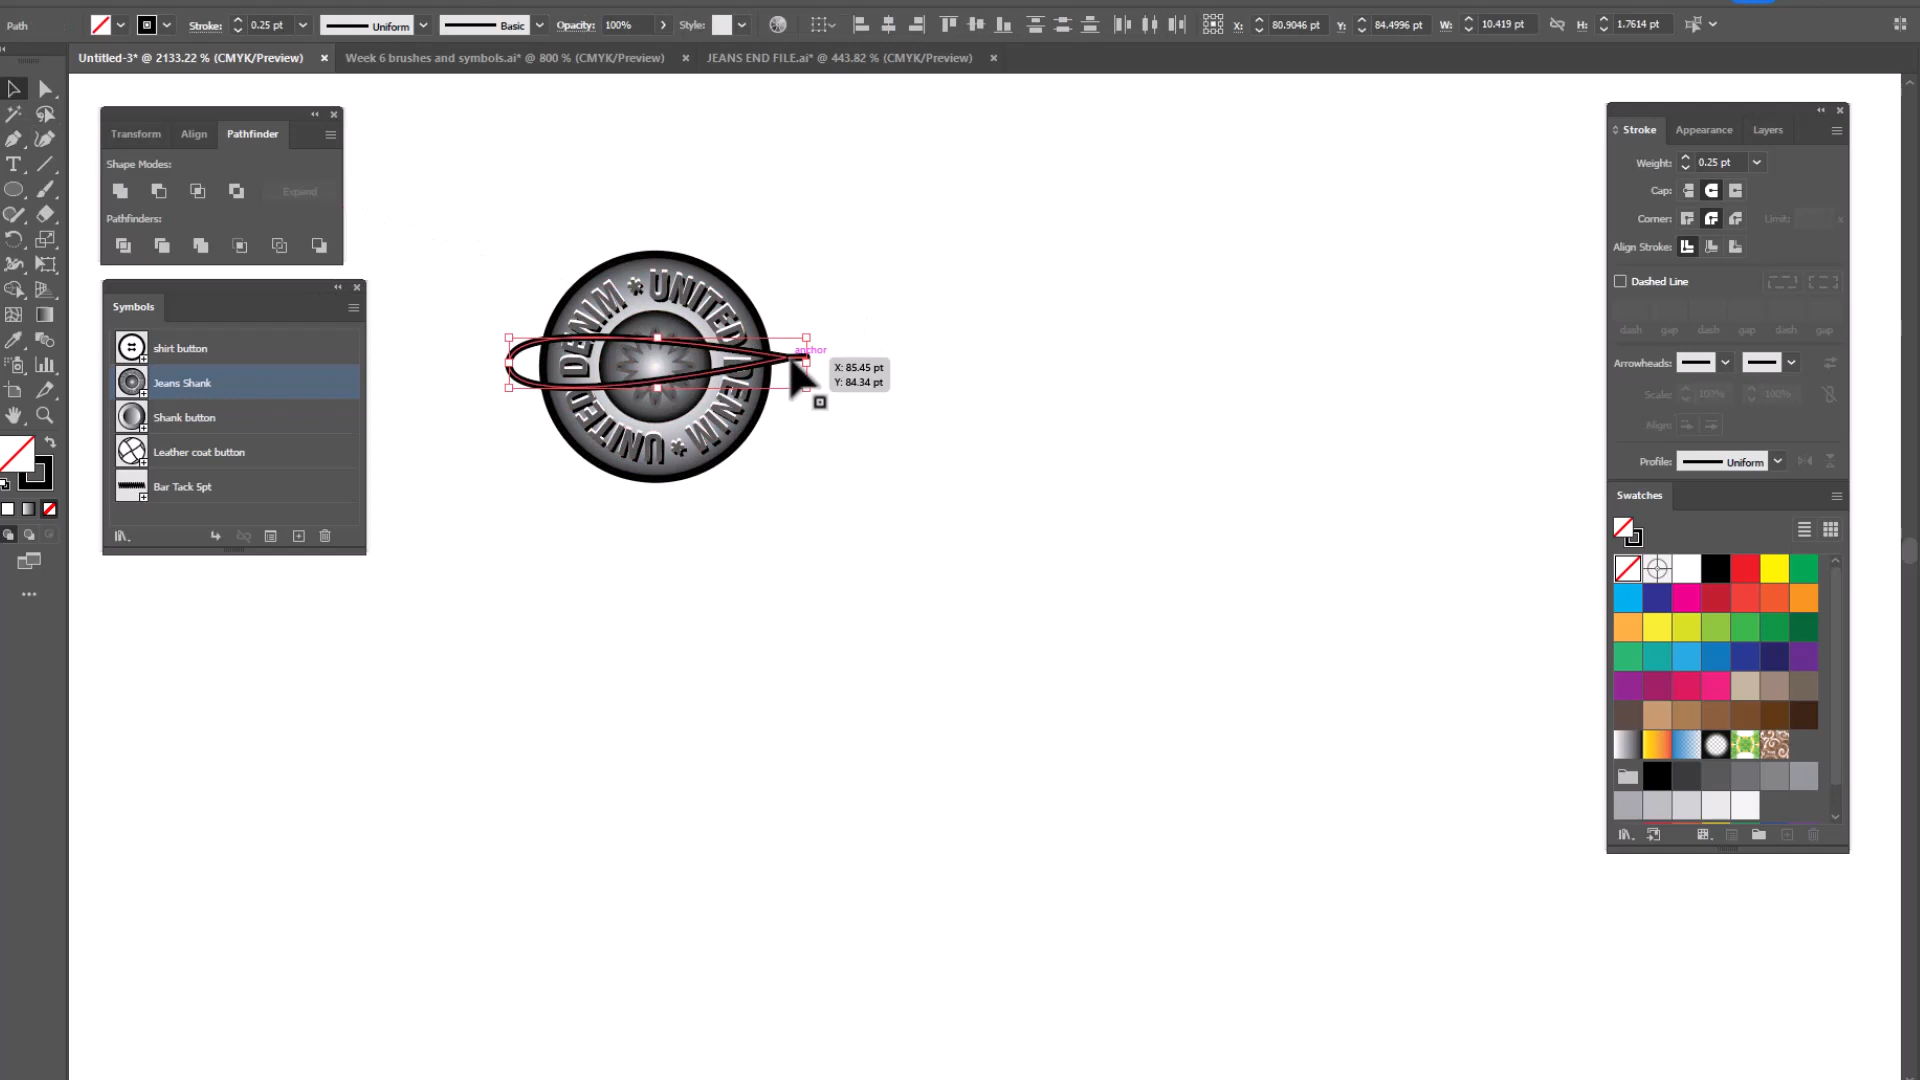 Path
Stroke: 0.25 pt Uniform Basic Opacity: 100% Style: X: 80.9046 pt Y: 84.4996 pt W: 10.419 pt H: 1.7614 pt
Untitled-3* @ 2133.22 % (CMYK/Preview) × Week 6 brushes and symbols.ai* @ 800 % (CMYK/Preview) × JEANS END FILE.ai* @ 443.82 % (CMYK/Preview) ×
Transform Align Pathfinder
Shape Modes:
Expand
Pathfinders:
Symbols
shirt button
Jeans Shank
Shank button
Leather coat button
Bar Tack 5pt
DENIM * UNITED
DENIM * UNITED
anchor
X: 85.45 pt
Y: 84.34 pt
Stroke Appearance Layers
Weight: 0.25 pt
Cap:
Corner: Limit: x
Align Stroke:
Dashed Line
dash gap dash gap dash gap
Arrowheads:
Scale: 100% 100%
Align:
Profile: Uniform
Swatches